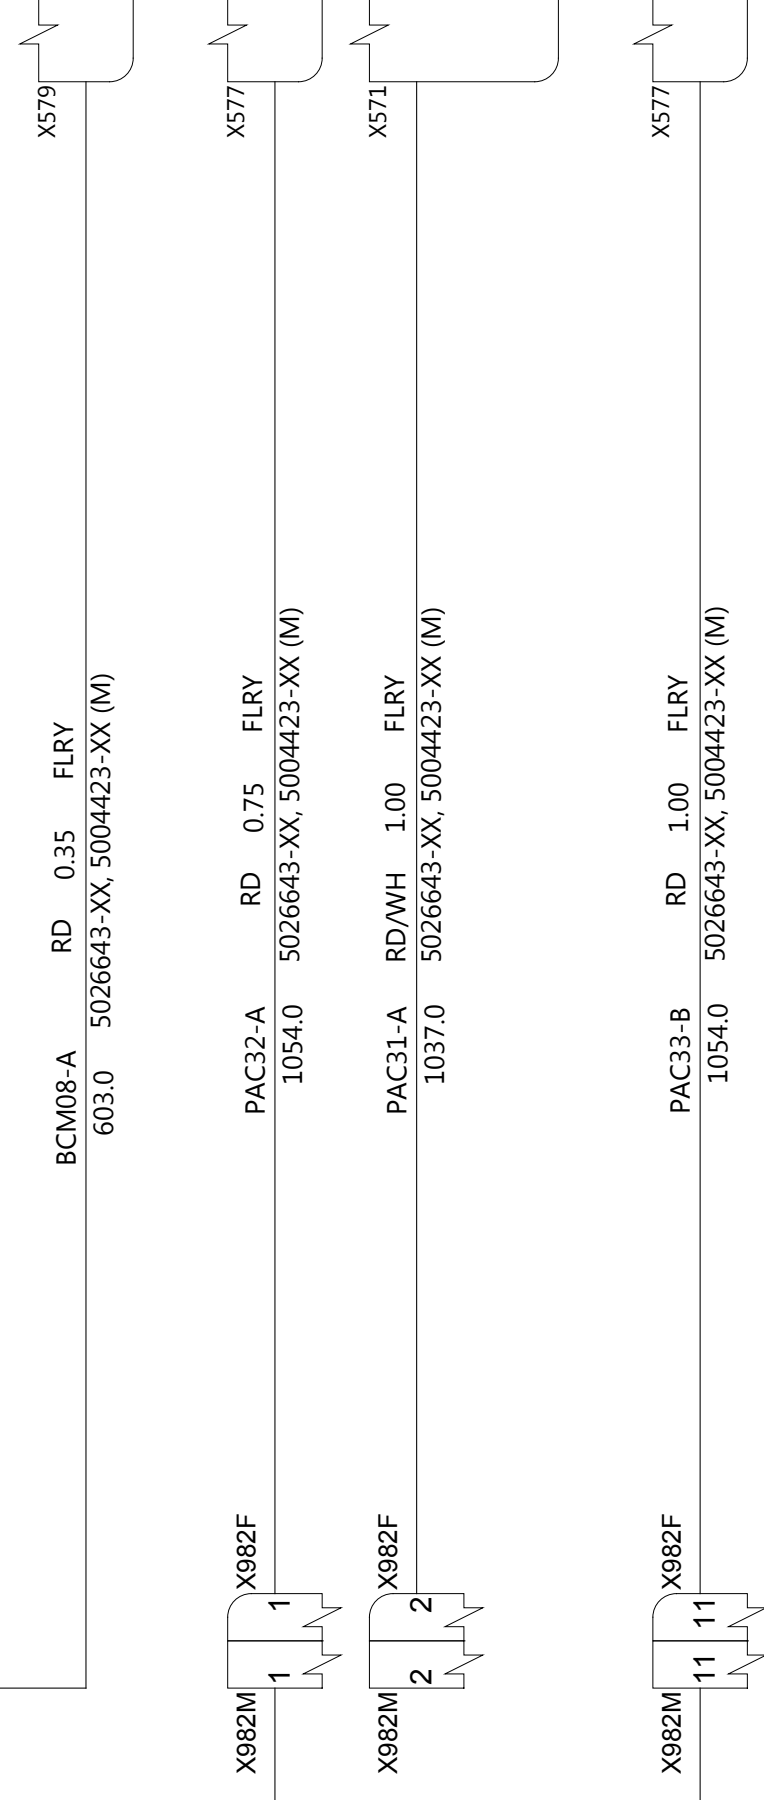 X579
X577
X571
X577
BCM08-A RD 0.35 FLRY
603.0 5026643-XX, 5004423-XX (M)
PAC32-A RD 0.75 FLRY
1054.0 5026643-XX, 5004423-XX (M)
PAC31-A RD/WH 1.00 FLRY
1037.0 5026643-XX, 5004423-XX (M)
PAC33-B RD 1.00 FLRY
1054.0 5026643-XX, 5004423-XX (M)
X982F
X982F
X982F
1
2
11
1
2
11
X982M
X982M
X982M